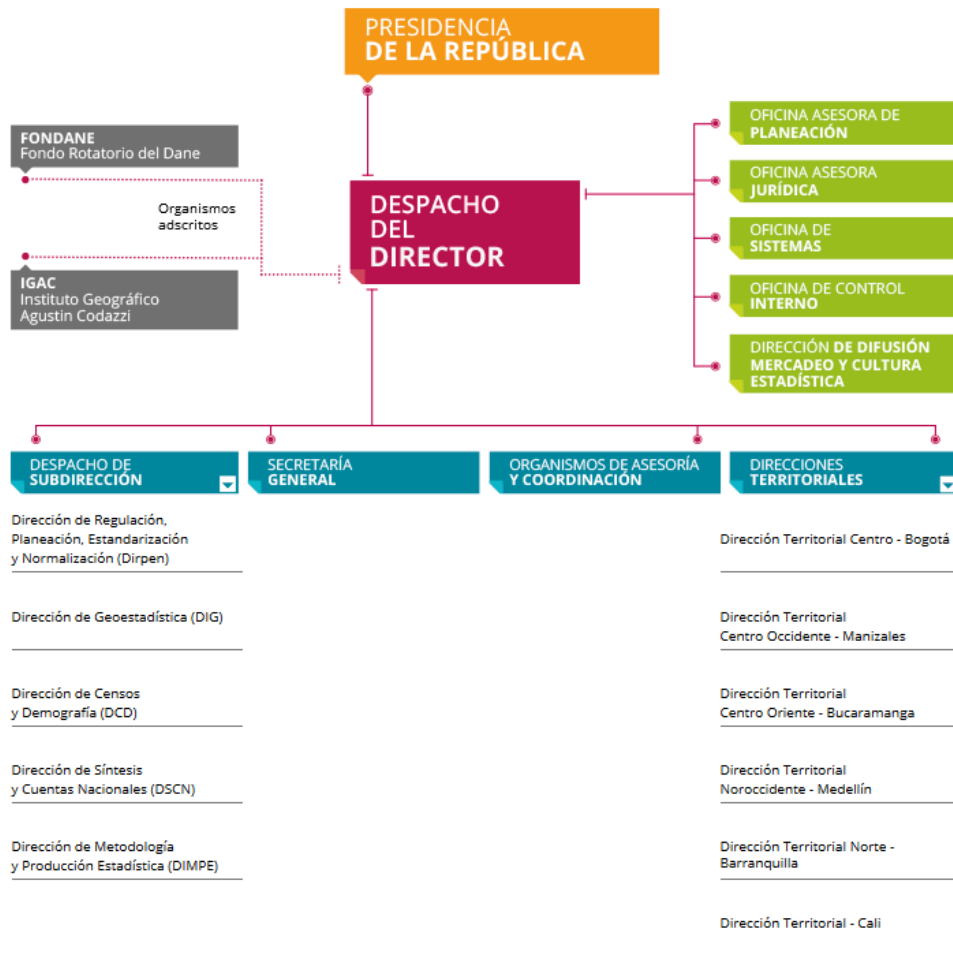 PRESIDENCIA
DE LA REPÚBLICA
FONDANE
Fondo Rotatorio del Dane
Organismos
adscritos
IGAC
Instituto Geográfico
Agustin Codazzi
DESPACHO
DEL
DIRECTOR
OFICINA ASESORA DE
PLANEACIÓN
OFICINA ASESORA
JURÍDICA
OFICINA DE
SISTEMAS
OFICINA DE CONTROL
INTERNO
DIRECCIÓN DE DIFUSIÓN
MERCADEO Y CULTURA
ESTADÍSTICA
DESPACHO DE
SUBDIRECCIÓN
SECRETARÍA
GENERAL
ORGANISMOS DE ASESORÍA
Y COORDINACIÓN
DIRECCIONES
TERRITORIALES
Dirección de Regulación,
Planeación, Estandarización
y Normalización (Dirpen)
Dirección de Geoestadística (DIG)
Dirección de Censos
y Demografía (DCD)
Dirección de Síntesis
y Cuentas Nacionales (DSCN)
Dirección de Metodología
y Producción Estadística (DIMPE)
Dirección Territorial Centro - Bogotá
Dirección Territorial
Centro Occidente - Manizales
Dirección Territorial
Centro Oriente - Bucaramanga
Dirección Territorial
Noroccidente - Medellín
Dirección Territorial Norte -
Barranquilla
Dirección Territorial - Cali